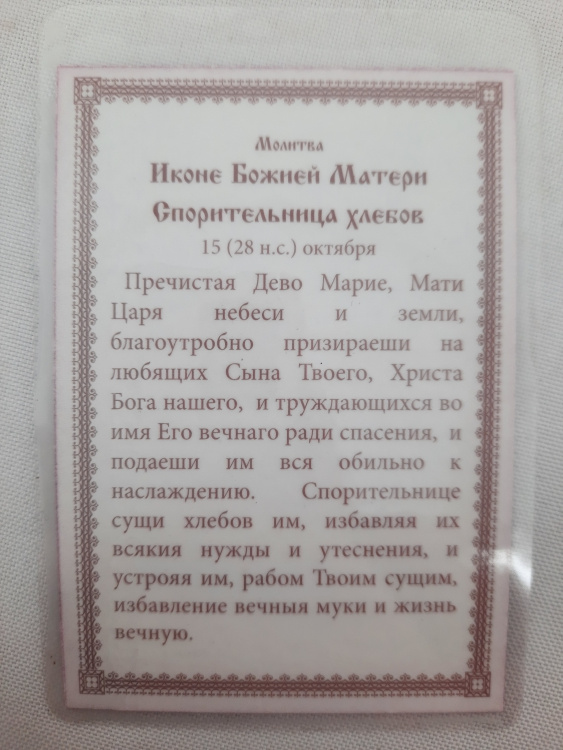 Молитва
Иконе Божией Матери
Спорительница хлебов
15 (28 н.с.) октября
Пречистая Дево Марие, Мати
Царя небеси и земли,
благоутробно призираеши на
любящих Сына Твоего, Христа
Бога нашего, и труждающихся во
имя Его вечнаго ради спасения, и
подаеши им вся обильно к
наслаждению. Спорительнице
сущи хлебов им, избавляя их
всякия нужды и утеснения, и
устрояя им, рабом Твоим сущим,
избавление вечныя муки и жизнь
вечную.